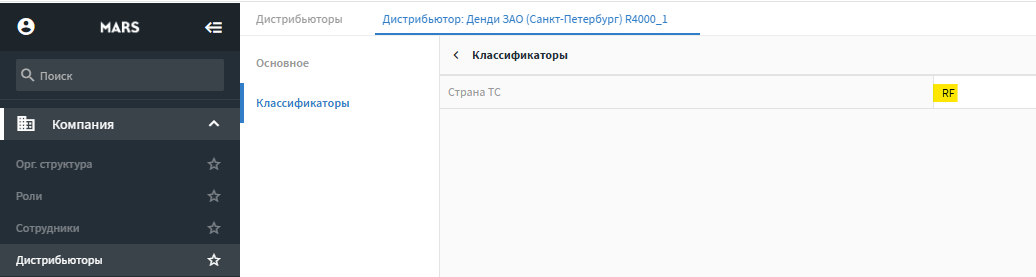 MARS
Поиск
Компания
Орг. структура
Роли
Сотрудники
Дистрибьюторы
Дистрибьюторы
Дистрибьютор: Денди ЗАО (Санкт-Петербург) R4000_1
Основное
Классификаторы
Классификаторы
Страна ТС
RF